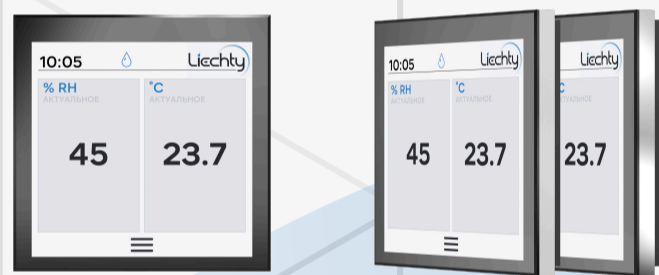 10:05 Liechty
% RH °C
АКТУАЛЬНОЕ АКТУАЛЬНОЕ
45 23.7
10:05 Liechty
% RH °C
АКТУАЛЬНОЕ АКТУАЛЬНОЕ
45 23.7
Liechty
°C
23.7